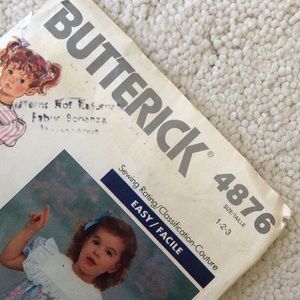 BUTTERICK®
4876
Patterns Not Returnable
Fabric Bonanza
SIZE/TAILLE
1-2-3
Sewing Rating/Classification Couture
EASY/FACILE